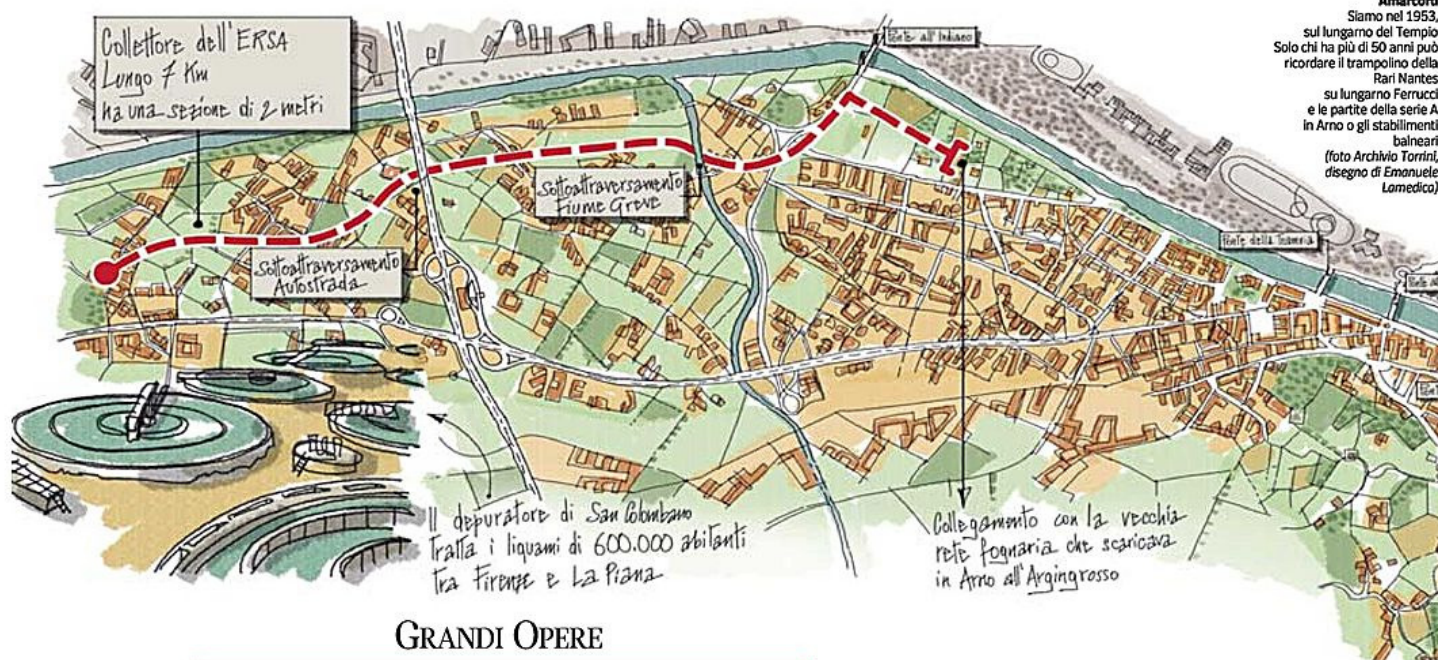 Amarcord
Siamo nel 1953,
sul lungarno del Tempio
Solo chi ha più di 50 anni può
ricordare il trampolino della
Rari Nantes
su lungarno Ferrucci
e le partite della serie A
in Arno o gli stabilimenti
balneari
(foto Archivio Torrini,
disegno di Emanuele
Lamedica)
Collettore dell'ERSA
Lungo 7 Km
ha una sezione di 2 metri
Ponte all'Indiano
Sottoattraversamento
Fiume Greve
Sottoattraversamento
Autostrada
Ponte della Tramvia
Il depuratore di San Colombano
tratta i liquami di 600.000 abitanti
tra Firenze e La Piana
Collegamento con la vecchia
rete fognaria che scaricava
in Arno all'Argingrosso
GRANDI OPERE